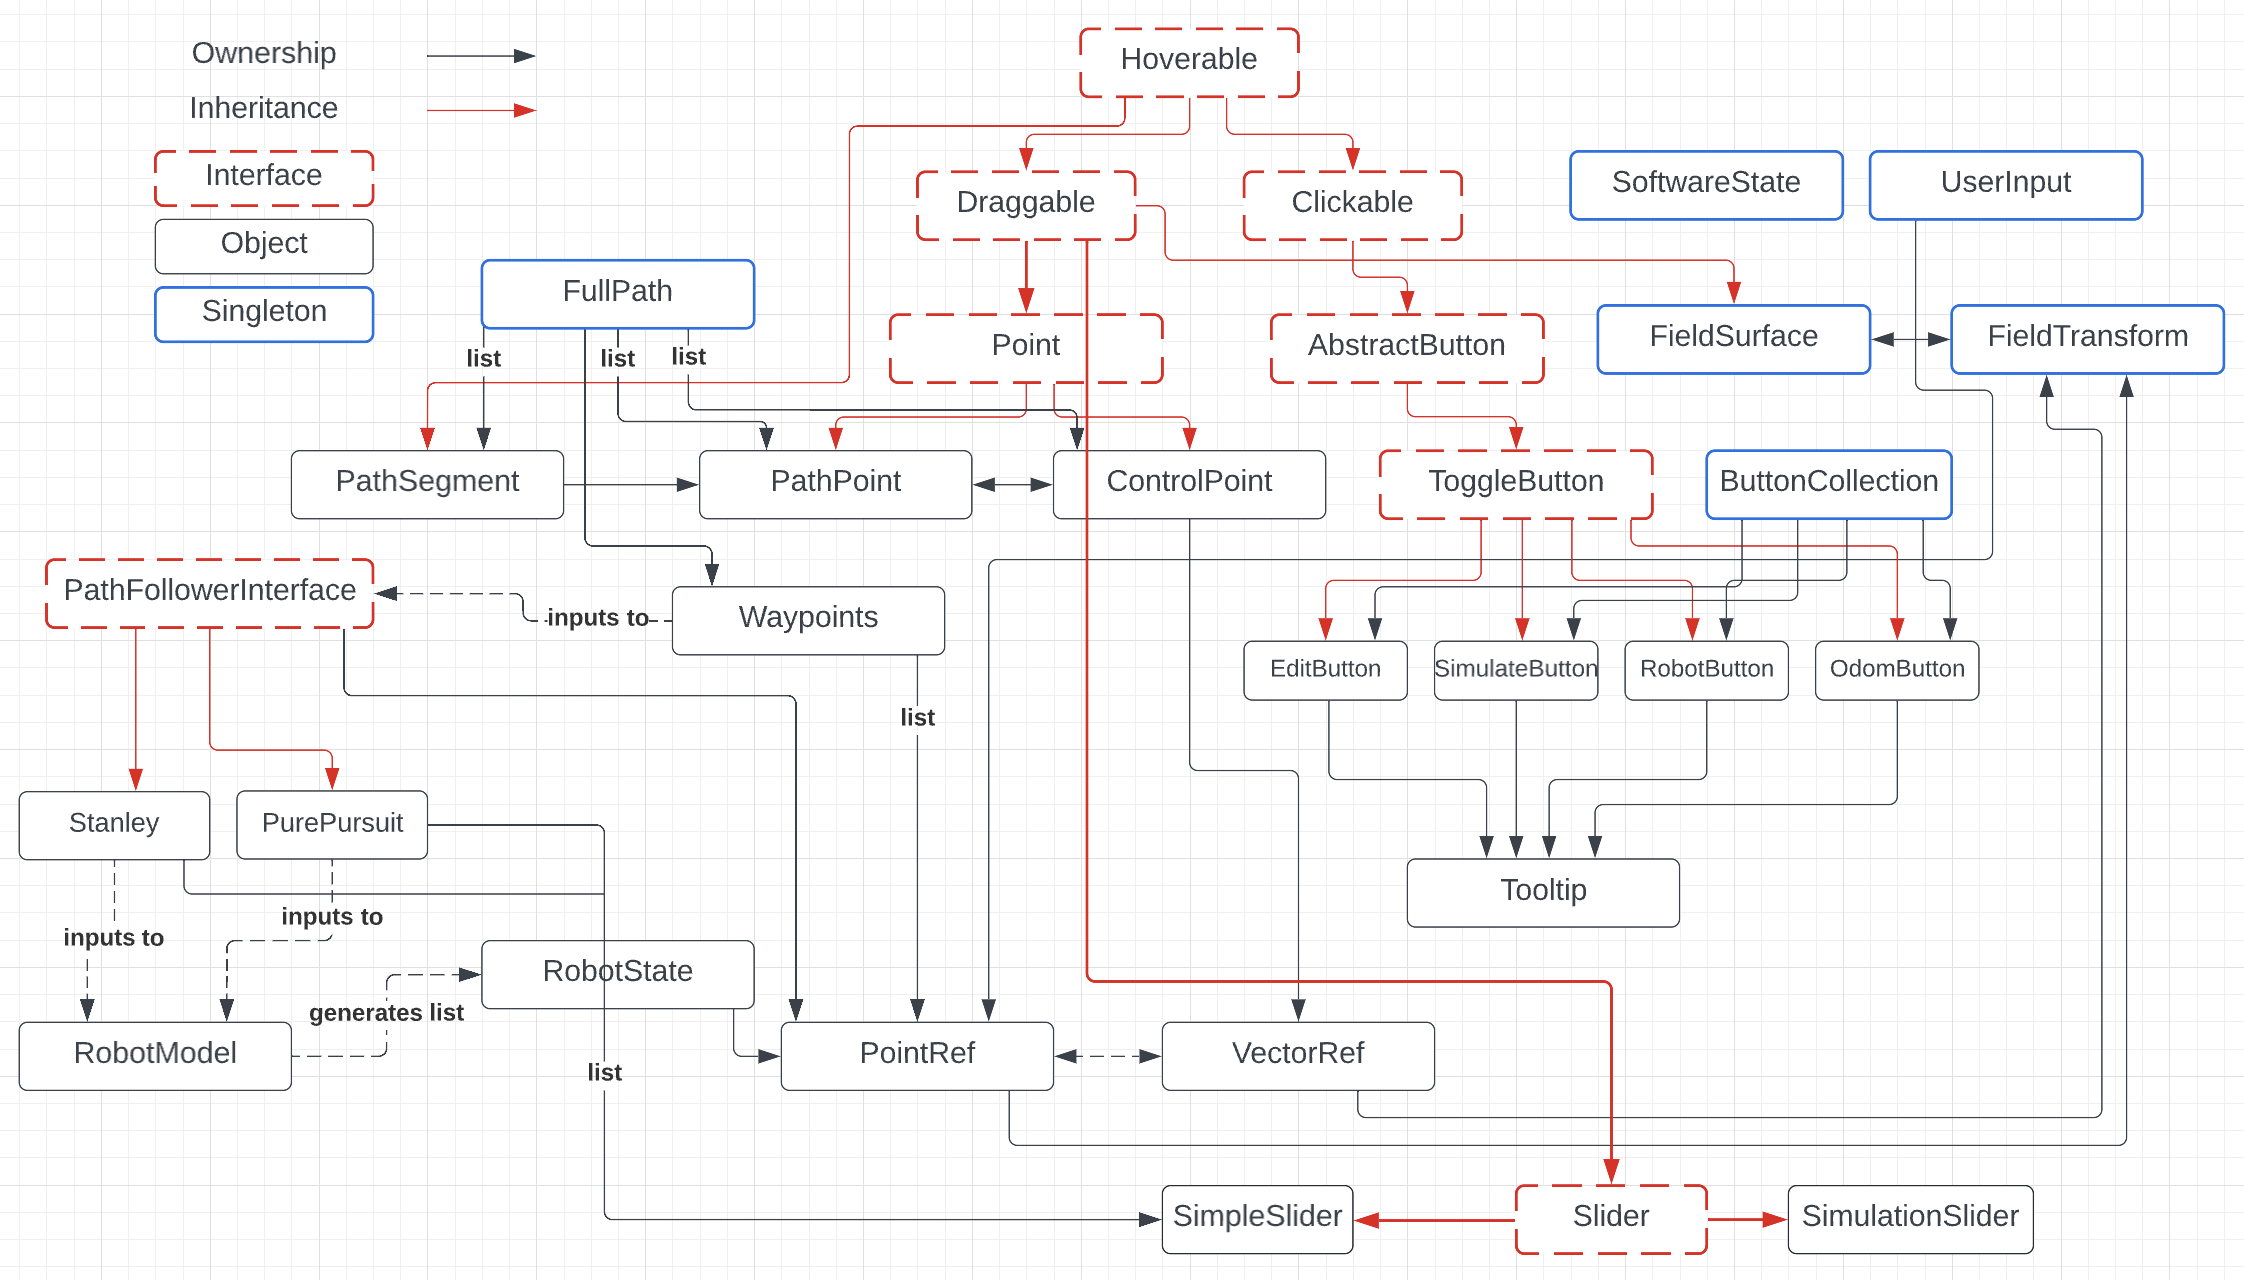 Ownership
Inheritance
Interface
Object
Singleton
Hoverable
Draggable
Clickable
SoftwareState
UserInput
FullPath
Point
AbstractButton
FieldSurface
FieldTransform
list
list
list
PathSegment
PathPoint
ControlPoint
ToggleButton
ButtonCollection
PathFollowerInterface
inputs to
Waypoints
EditButton
SimulateButton
RobotButton
OdomButton
list
Stanley
PurePursuit
Tooltip
inputs to
inputs to
RobotState
generates list
RobotModel
list
PointRef
VectorRef
SimpleSlider
Slider
SimulationSlider